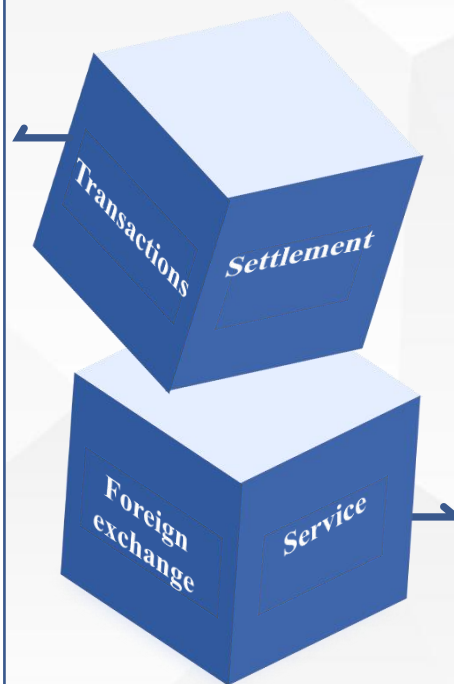 Transactions
Settlement
Foreign
exchange
Service